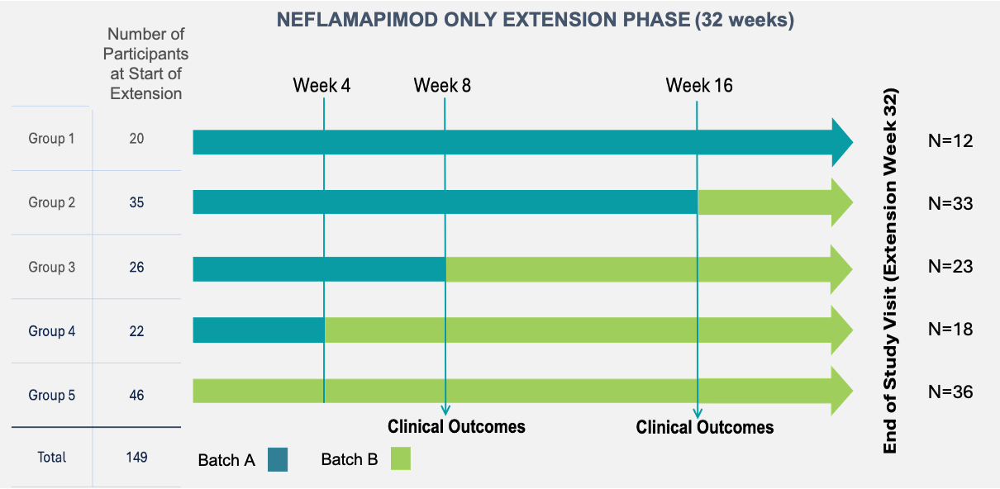 NEFLAMAPIMOD ONLY EXTENSION PHASE (32 weeks)
Number of
Participants
at Start of
Extension
Week 4
Week 8
Week 16
Group 1
20
N=12
Group 2
35
N=33
Group 3
26
N=23
Group 4
22
N=18
Group 5
46
N=36
End of Study Visit (Extension Week 32)
Clinical Outcomes
Clinical Outcomes
Total
149
Batch A
Batch B